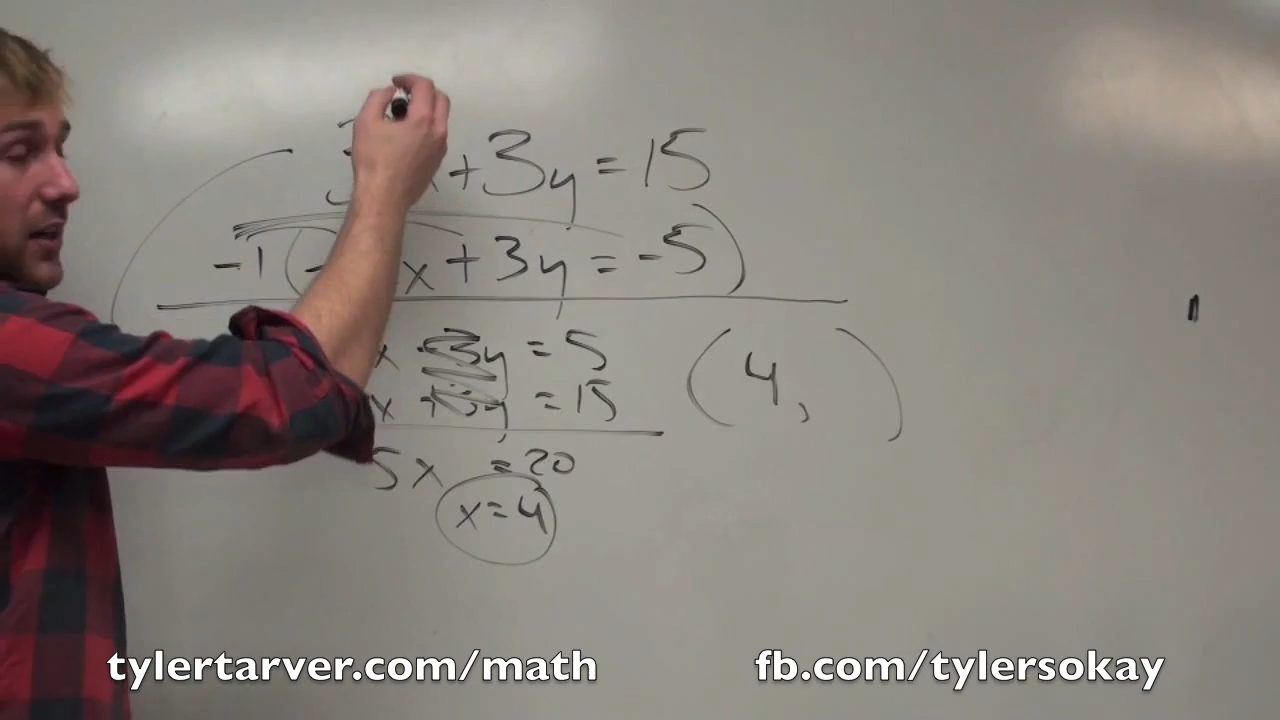 3x+3y=15
-1(- x+3y=-5)
x -3y=5
x +3y=15
5x =20
x=4
(4, )
tylertarver.com/math
fb.com/tylersokay